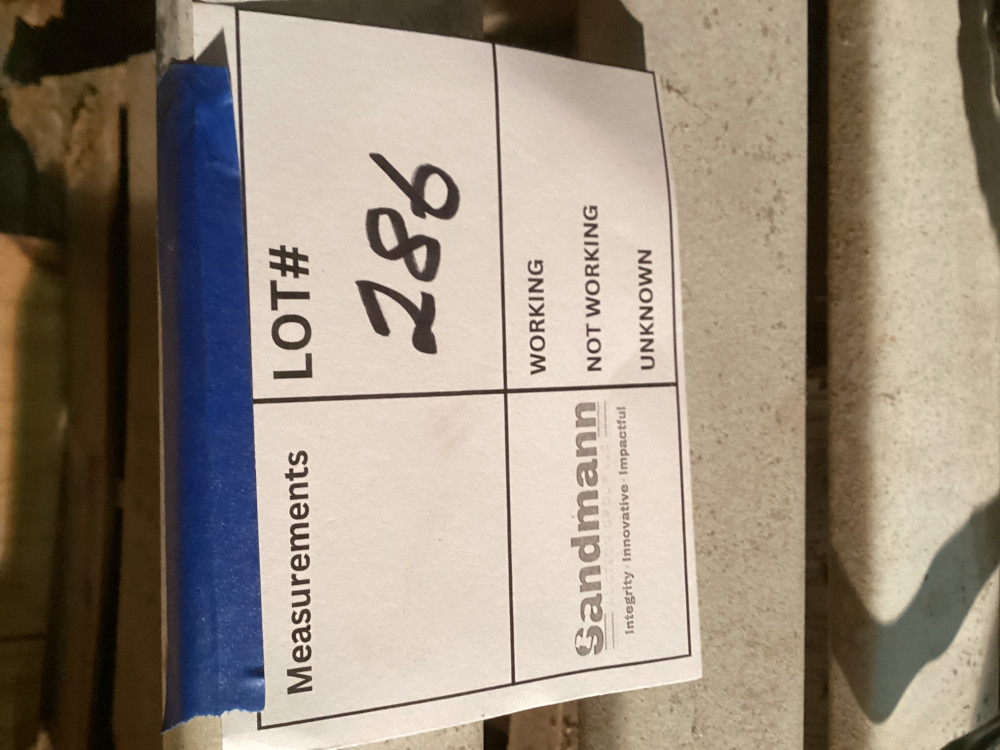 Measurements
LOT#
286
Sandmann
Integrity Innovative Impactful
WORKING
NOT WORKING
UNKNOWN